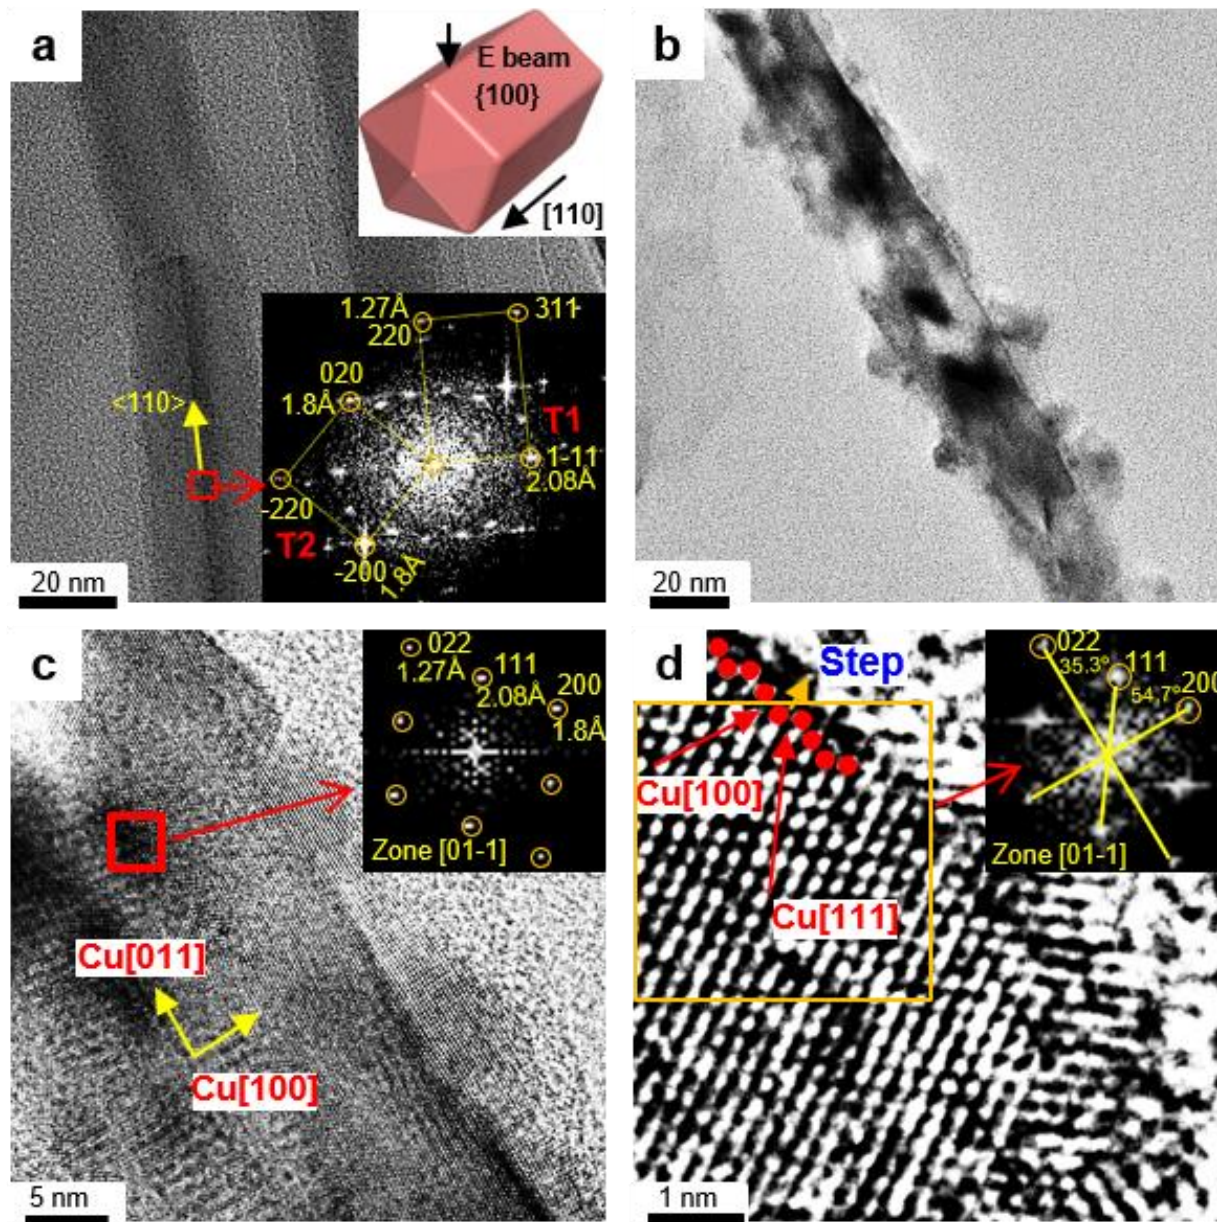 a
E beam
{100}
[110]
<110>
1.27Å
220
311
020
1.8Å
T1
1-11
2.08Å
-220
T2
-200
1.8Å
20 nm
b
20 nm
c
022
1.27Å
111
2.08Å
200
1.8Å
Zone [01-1]
Cu[011]
Cu[100]
5 nm
d
Step
Cu[100]
Cu[111]
022
35.3°
111
54.7°
200
Zone [01-1]
1 nm